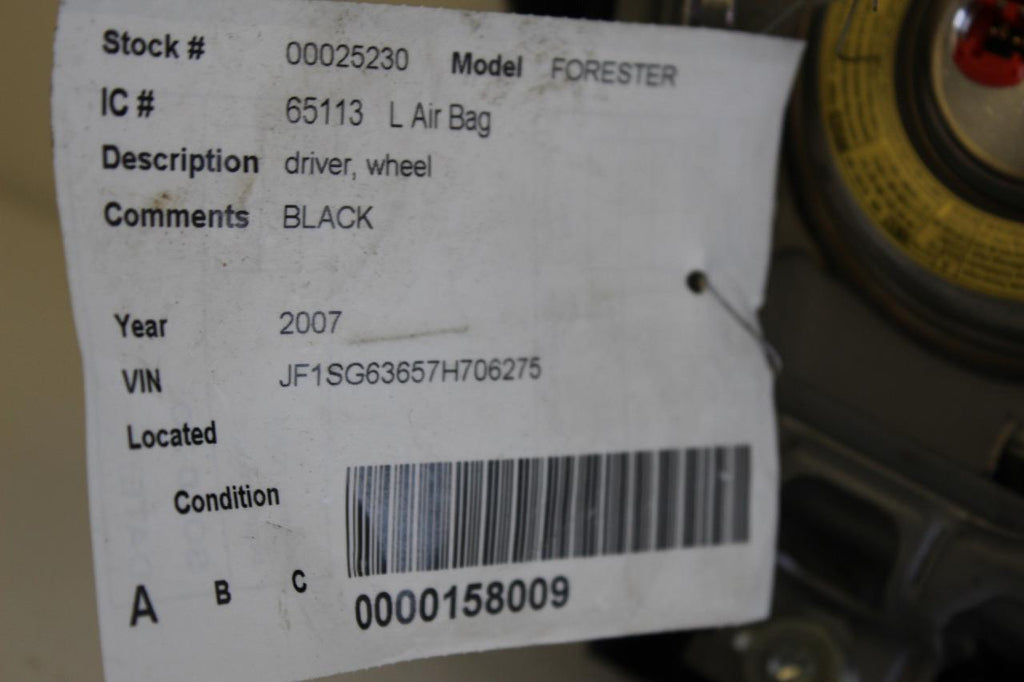 Stock # 00025230 Model FORESTER
IC # 65113 L Air Bag
Description driver, wheel
Comments BLACK
Year 2007
VIN JF1SG63657H706275
Located
Condition
A B C
0000158009